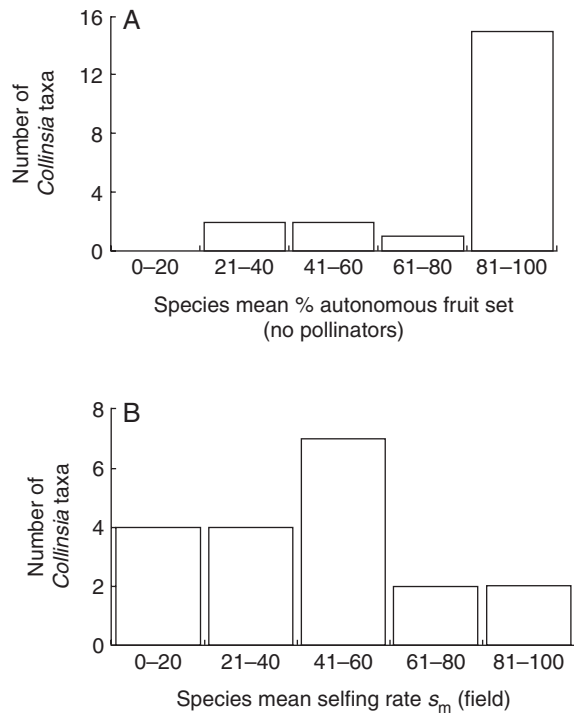 A
Number of
Collinsia taxa
16
12
8
4
0
0–20 21–40 41–60 61–80 81–100
Species mean % autonomous fruit set
(no pollinators)
B
Number of
Collinsia taxa
8
6
4
2
0
0–20 21–40 41–60 61–80 81–100
Species mean selfing rate sm (field)